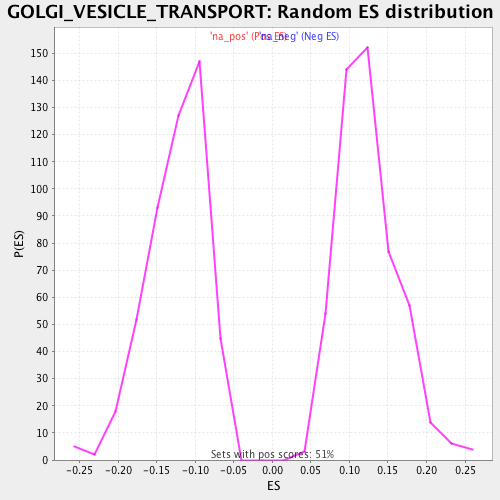 GOLGI_VESICLE_TRANSPORT: Random ES distribution
'na_pos' (Pos ES) 'na_neg' (Neg ES)
150
140
130
120
110
100
90
80
70
60
50
40
30
20
10
0
P(ES)
Sets with pos scores: 51%
-0.25 -0.20 -0.15 -0.10 -0.05 0.00 0.05 0.10 0.15 0.20 0.25
ES